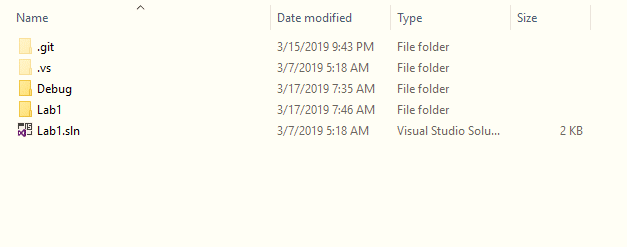 Name Date modified Type Size
.git 3/15/2019 9:43 PM File folder
.vs 3/7/2019 5:18 AM File folder
Debug 3/17/2019 7:35 AM File folder
Lab1 3/17/2019 7:46 AM File folder
Lab1.sln 3/7/2019 5:18 AM Visual Studio Solu... 2 KB